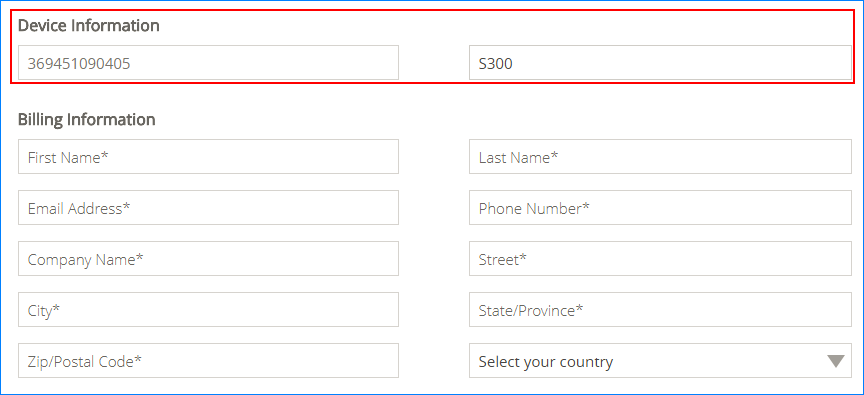 Device Information
369451090405
S300
Billing Information
First Name*
Last Name*
Email Address*
Phone Number*
Company Name*
Street*
City*
State/Province*
Zip/Postal Code*
Select your country